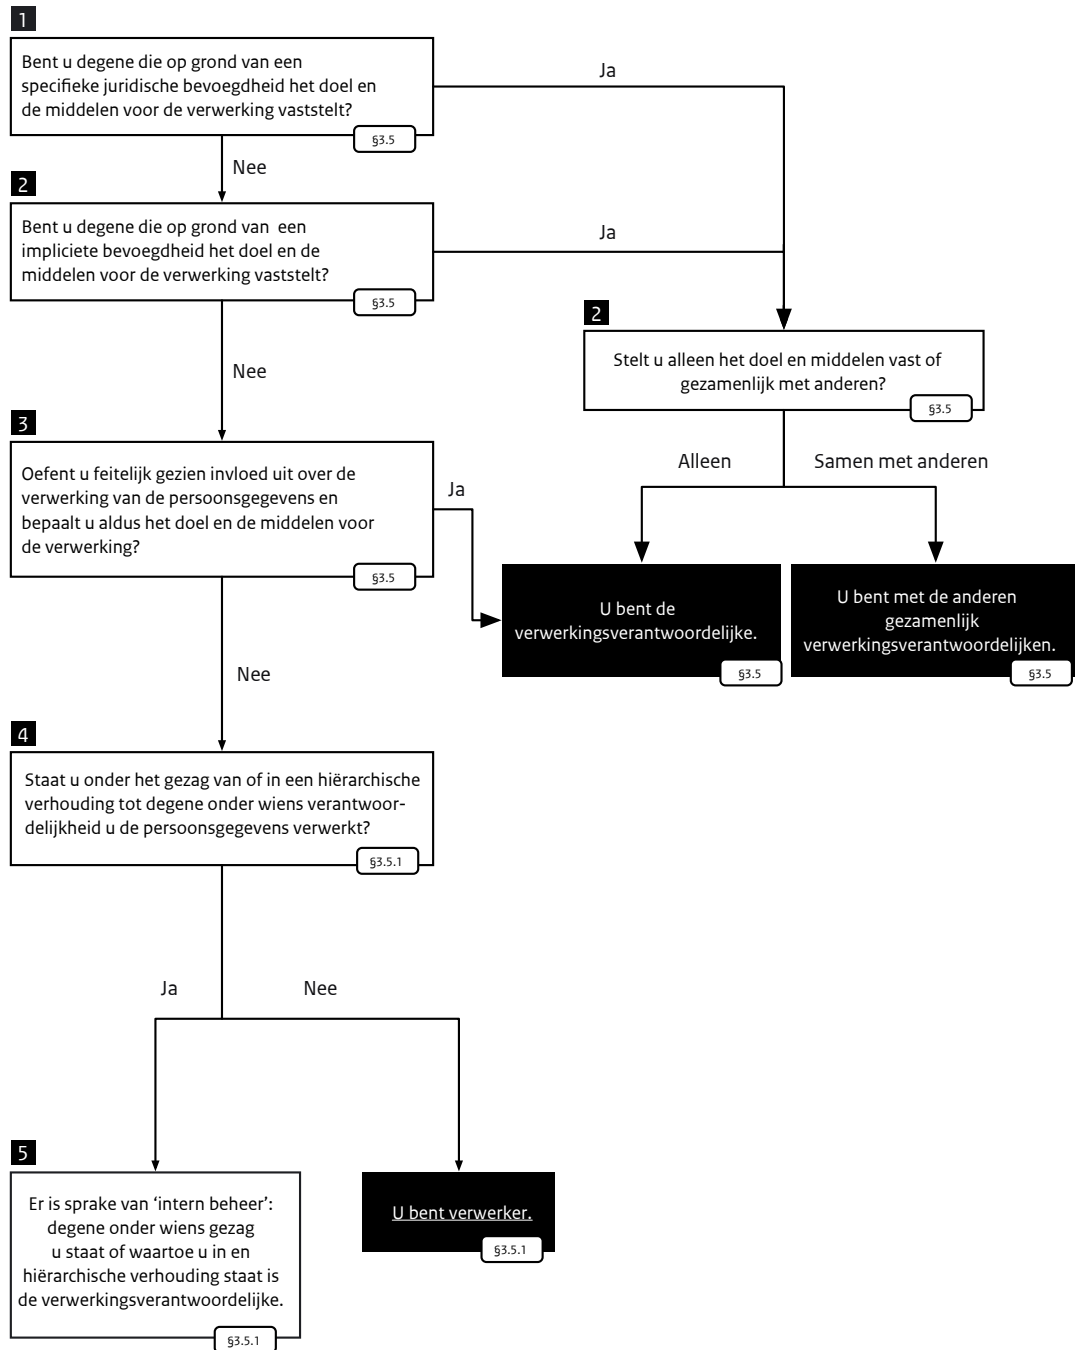 1
Bent u degene die op grond van een
specifieke juridische bevoegdheid het doel en
de middelen voor de verwerking vaststelt?
§3.5
Ja
Nee
2
Bent u degene die op grond van een
impliciete bevoegdheid het doel en de
middelen voor de verwerking vaststelt?
§3.5
Ja
Nee
2
Stelt u alleen het doel en middelen vast of
gezamenlijk met anderen?
§3.5
Alleen
Samen met anderen
3
Oefent u feitelijk gezien invloed uit over de
verwerking van de persoonsgegevens en
bepaalt u aldus het doel en de middelen voor
de verwerking?
§3.5
Ja
Nee
U bent de
verwerkingsverantwoordelijke.
§3.5
U bent met de anderen
gezamenlijk
verwerkingsverantwoordelijken.
§3.5
4
Staat u onder het gezag van of in een hiërarchische
verhouding tot degene onder wiens verantwoor-
delijkheid u de persoonsgegevens verwerkt?
§3.5.1
Ja
Nee
5
Er is sprake van ‘intern beheer’:
degene onder wiens gezag
u staat of waartoe u in en
hiërarchische verhouding staat is
de verwerkingsverantwoordelijke.
§3.5.1
U bent verwerker.
§3.5.1